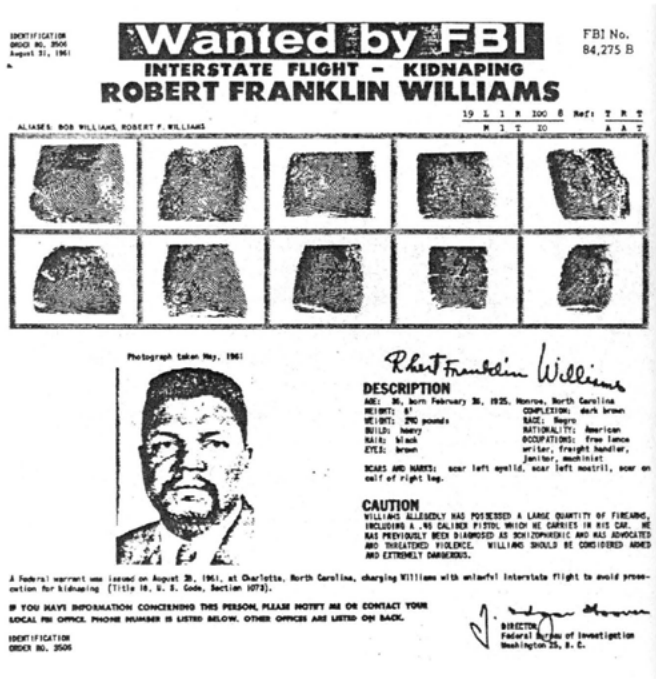 IDENTIFICATION
ORDER NO. 3506
August 31, 1961
Wanted by FBI
FBI No.
84,275 B
INTERSTATE FLIGHT - KIDNAPING
ROBERT FRANKLIN WILLIAMS
19 L 1 R 100 8 Ref: T R T
M 1 T IO A A T
ALIASES: BOB WILLIAMS, ROBERT F. WILLIAMS
Photograph taken May, 1961
Robert Franklin Williams
DESCRIPTION
AGE: 36, born February 26, 1925, Monroe, North Carolina
HEIGHT: 6' COMPLEXION: dark brown
WEIGHT: 240 pounds RACE: Negro
BUILD: heavy NATIONALITY: American
HAIR: black OCCUPATIONS: free lance
EYES: brown writer, freight handler,
janitor, machinist
SCARS AND MARKS: scar left eyelid, scar left nostril, scar on
calf of right leg.
CAUTION
WILLIAMS ALLEGEDLY HAS POSSESSED A LARGE QUANTITY OF FIREARMS,
INCLUDING A .45 CALIBER PISTOL WHICH HE CARRIES IN HIS CAR. HE
HAS PREVIOUSLY BEEN DIAGNOSED AS SCHIZOPHRENIC AND HAS ADVOCATED
AND THREATENED VIOLENCE. WILLIAMS SHOULD BE CONSIDERED ARMED
AND EXTREMELY DANGEROUS.
A Federal warrant was issued on August 28, 1961, at Charlotte, North Carolina, charging Williams with unlawful interstate flight to avoid prose-
cution for kidnaping (Title 18, U. S. Code, Section 1073).
IF YOU HAVE INFORMATION CONCERNING THIS PERSON, PLEASE NOTIFY ME OR CONTACT YOUR
LOCAL FBI OFFICE. PHONE NUMBER IS LISTED BELOW. OTHER OFFICES ARE LISTED ON BACK.
J. Edgar Hoover
DIRECTOR
Federal Bureau of Investigation
Washington 25, D. C.
IDENTIFICATION
ORDER NO. 3506